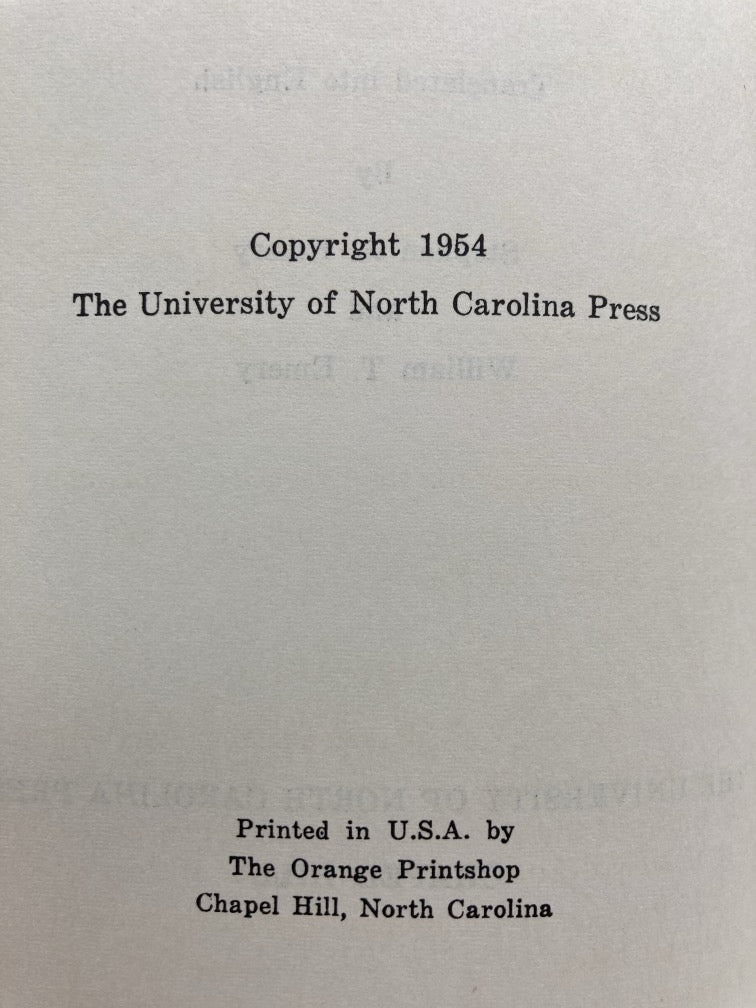 Copyright 1954
The University of North Carolina Press
Printed in U.S.A. by
The Orange Printshop
Chapel Hill, North Carolina